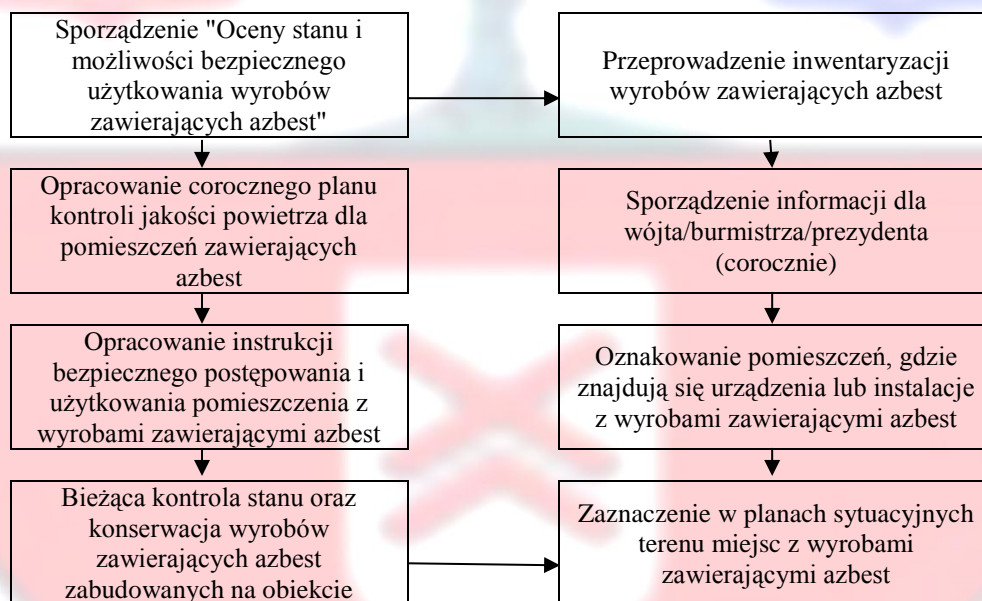 Sporządzenie "Oceny stanu i
możliwości bezpiecznego
użytkowania wyrobów
zawierających azbest"
Przeprowadzenie inwentaryzacji
wyrobów zawierających azbest
Opracowanie corocznego planu
kontroli jakości powietrza dla
pomieszczeń zawierających
azbest
Sporządzenie informacji dla
wójta/burmistrza/prezydenta
(corocznie)
Opracowanie instrukcji
bezpiecznego postępowania i
użytkowania pomieszczenia z
wyrobami zawierającymi azbest
Oznakowanie pomieszczeń, gdzie
znajdują się urządzenia lub instalacje
z wyrobami zawierającymi azbest
Bieżąca kontrola stanu oraz
konserwacja wyrobów
zawierających azbest
zabudowanych na obiekcie
Zaznaczenie w planach sytuacyjnych
terenu miejsc z wyrobami
zawierającymi azbest